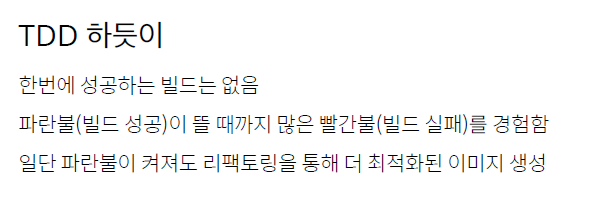 TDD 하듯이
한번에 성공하는 빌드는 없음
파란불(빌드 성공)이 뜰 때까지 많은 빨간불(빌드 실패)를 경험함
일단 파란불이 켜져도 리팩토링을 통해 더 최적화된 이미지 생성